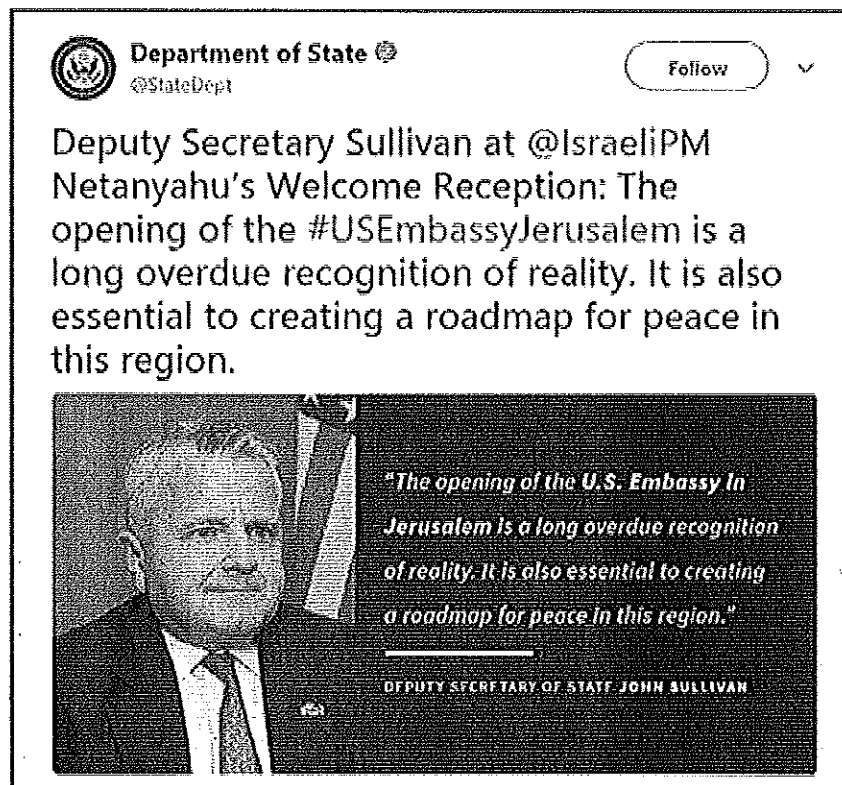 Department of State
@StateDept
Follow
Deputy Secretary Sullivan at @IsraeliPM
Netanyahu's Welcome Reception: The
opening of the #USEmbassyJerusalem is a
long overdue recognition of reality. It is also
essential to creating a roadmap for peace in
this region.
"The opening of the U.S. Embassy In
Jerusalem is a long overdue recognition
of reality. It is also essential to creating
a roadmap for peace in this region."
DEPUTY SECRETARY OF STATE JOHN SULLIVAN